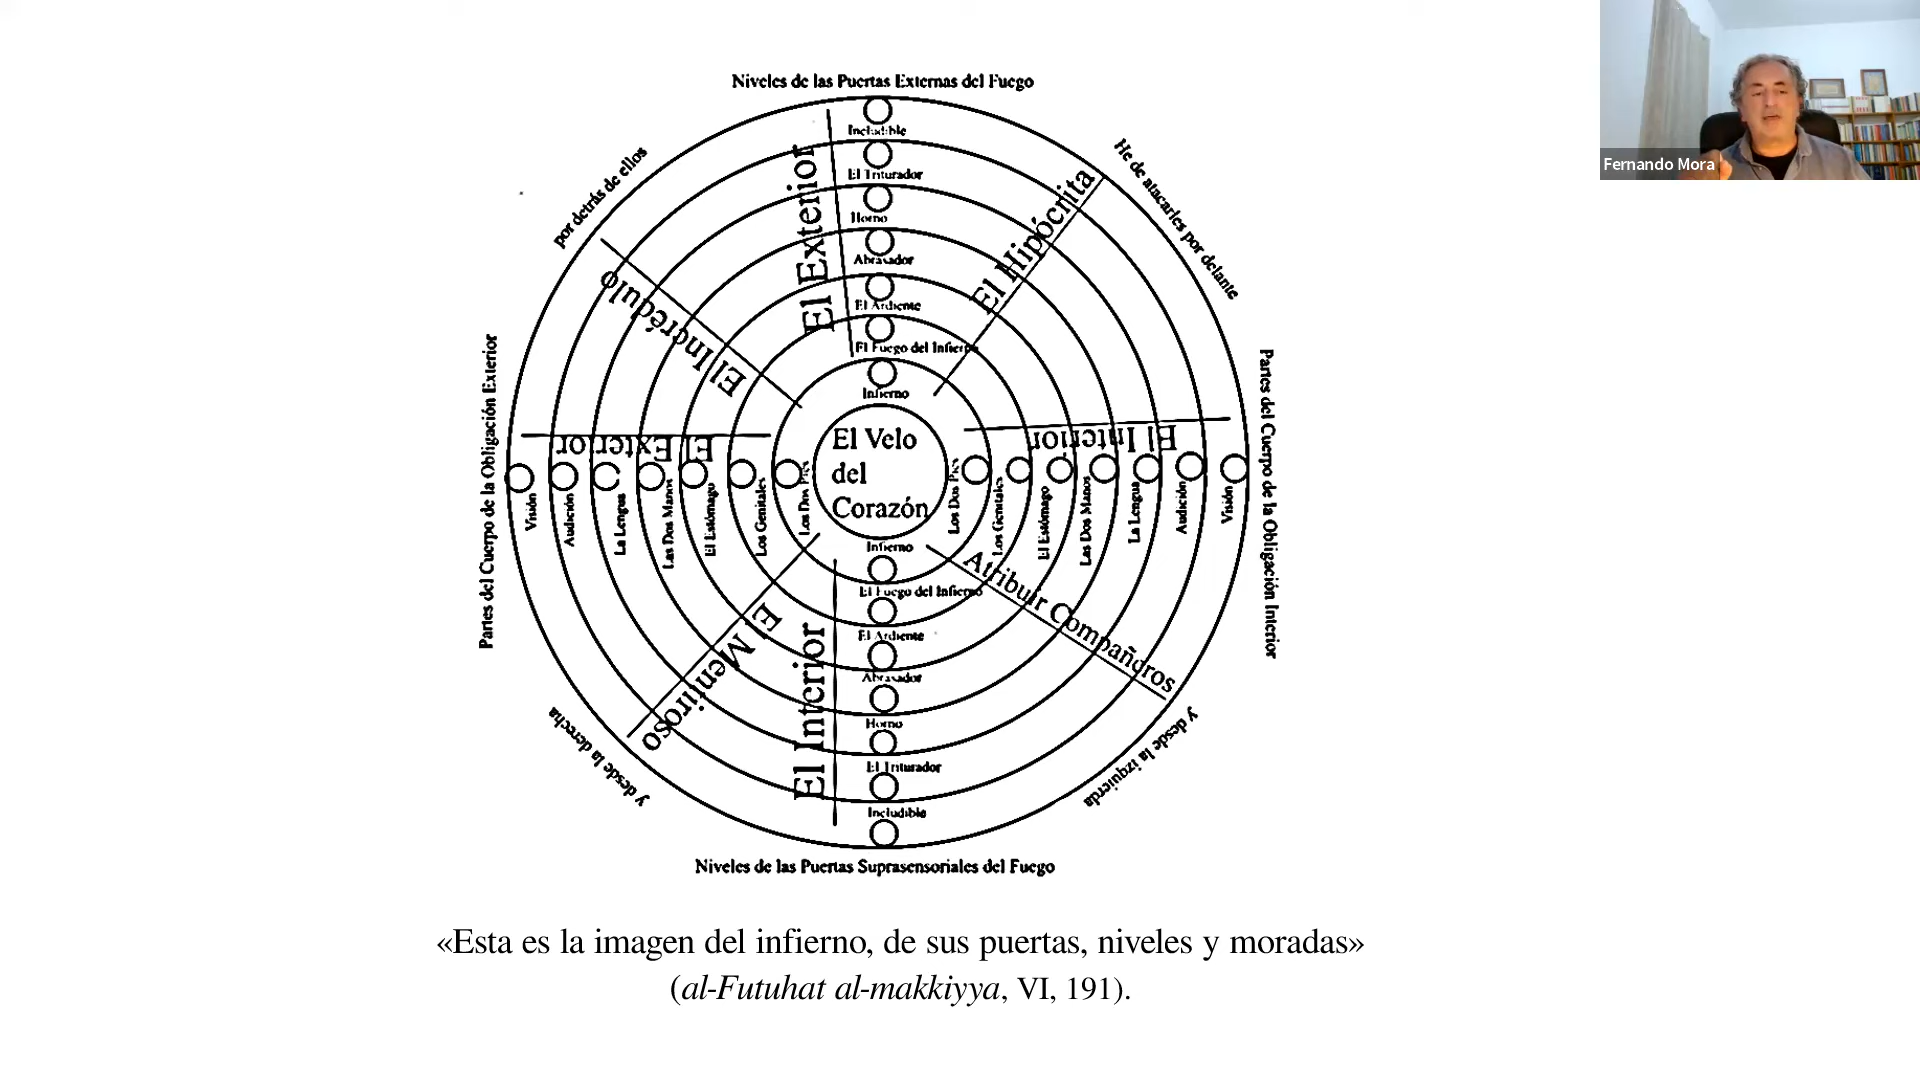 Fernando Mora
Niveles de las Puertas Externas del Fuego
He de atacarles por delante
por detrás de ellos
Partes del Cuerpo de la Obligación Exterior
Partes del Cuerpo de la Obligación Interior
El Exterior
El Hipócrita
El Incrédulo
Includible
El Triturador
Horno
Abrasador
El Ardiente
El Fuego del Infierno
Infierno
El Velo
del
Corazón
El Exterior
Visión
Audición
La Lengua
Las Dos Manos
El Estómago
Los Genitales
Los Dos Pies
El Interior
Los Dos Pies
Los Genitales
El Estómago
Las Dos Manos
La Lengua
Audición
Visión
Infierno
El Fuego del Infierno
El Ardiente
Abrasador
Horno
El Triturador
Includible
El Mentiroso
El Interior
Atribuir Compañeros
y desde la derecha
y desde la izquierda
Niveles de las Puertas Suprasensoriales del Fuego
«Esta es la imagen del infierno, de sus puertas, niveles y moradas»
(al-Futuhat al-makkiyya, VI, 191).